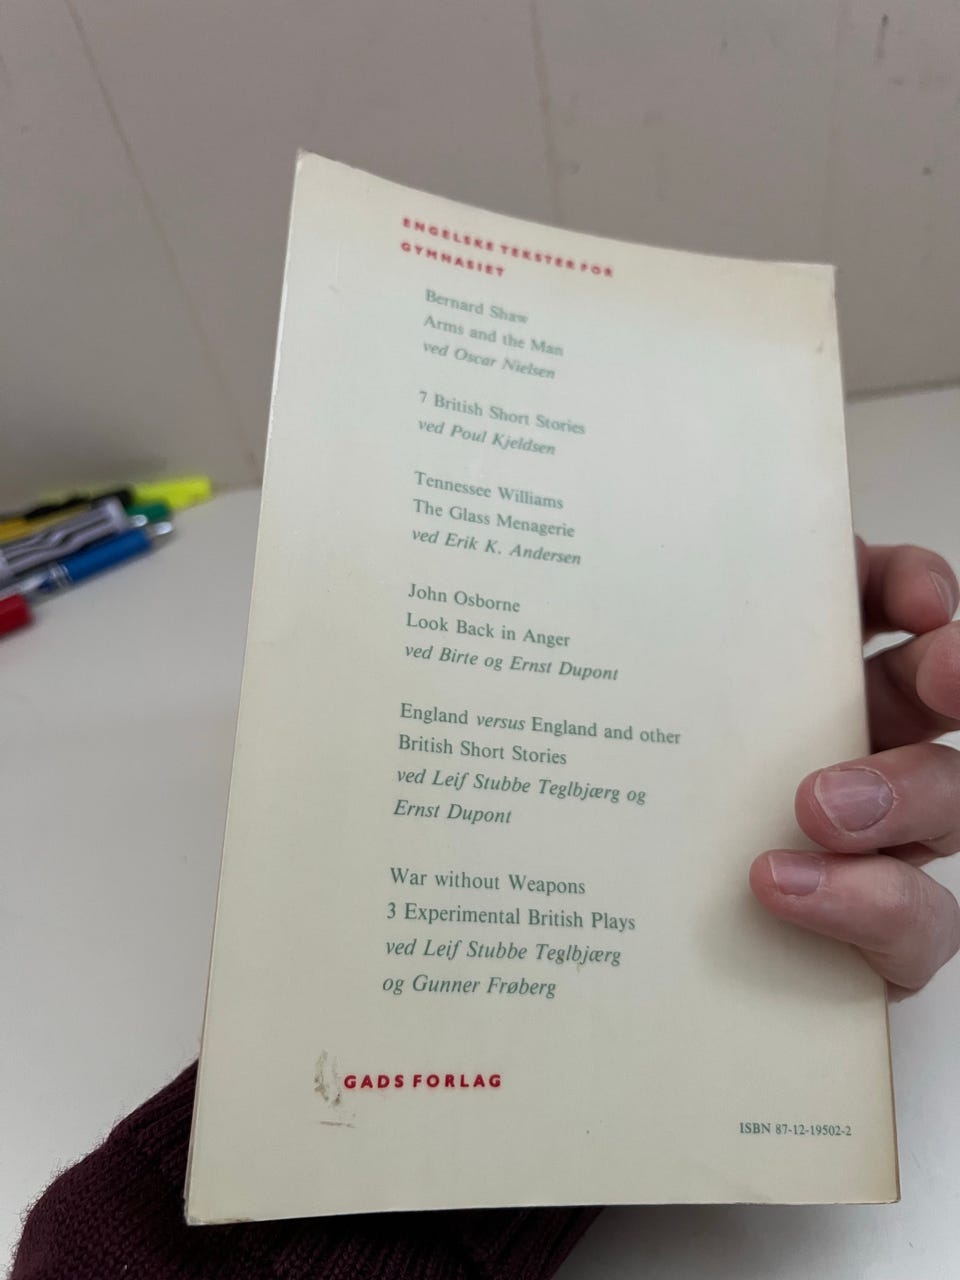 ENGELSKE TEKSTER FOR
GYMNASIET
Bernard Shaw
Arms and the Man
ved Oscar Nielsen
7 British Short Stories
ved Poul Kjeldsen
Tennessee Williams
The Glass Menagerie
ved Erik K. Andersen
John Osborne
Look Back in Anger
ved Birte og Ernst Dupont
England versus England and other
British Short Stories
ved Leif Stubbe Teglbjærg og
Ernst Dupont
War without Weapons
3 Experimental British Plays
ved Leif Stubbe Teglbjærg
og Gunner Frøberg
GADS FORLAG
ISBN 87-12-19502-2